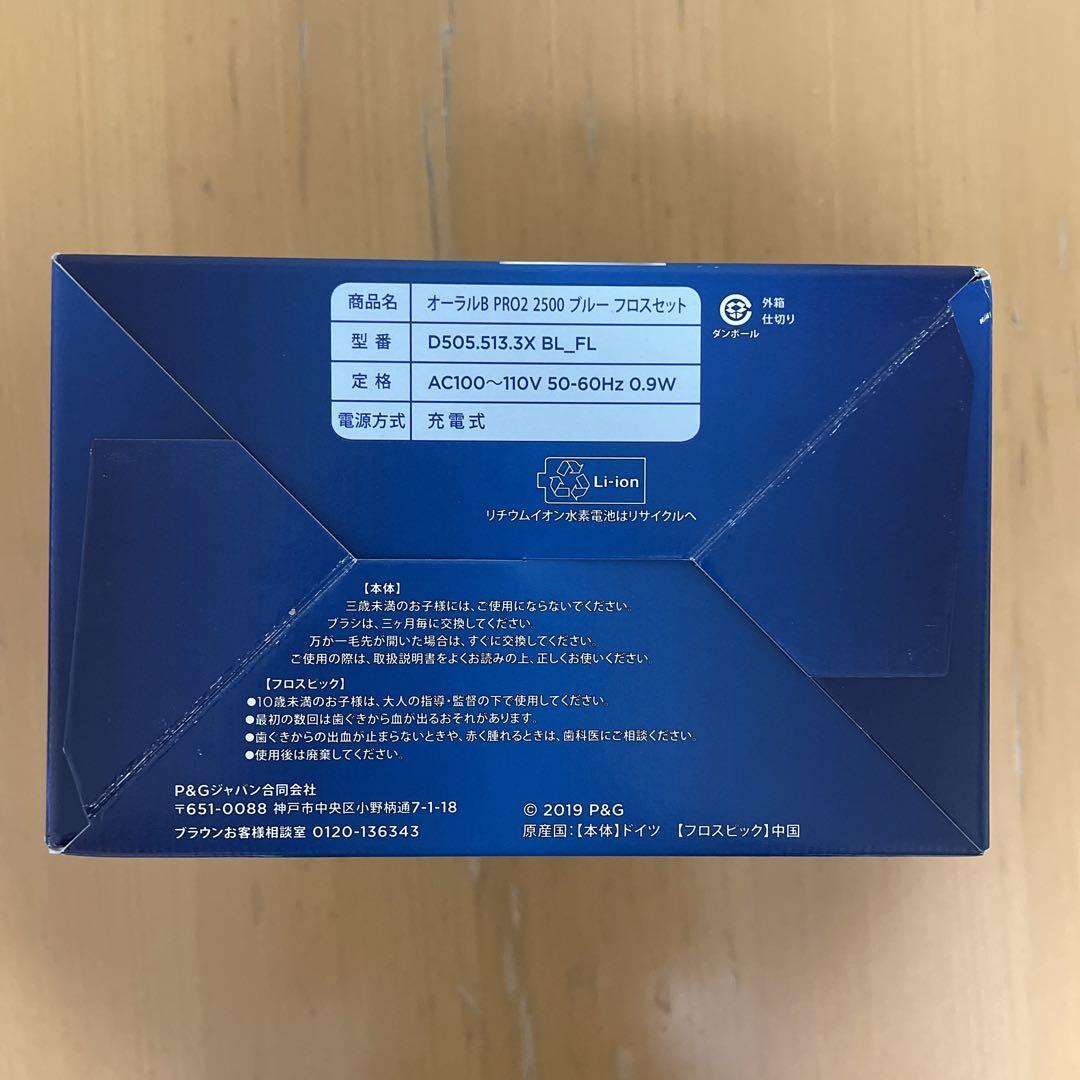 商品名 オーラルB PRO2 2500 ブルー フロスセット
型番 D505.513.3X BL_FL
定格 AC100〜110V 50-60Hz 0.9W
電源方式 充電式
外箱
仕切り
ダンボール
Li-ion
リチウムイオン水素電池はリサイクルへ
【本体】
三歳未満のお子様には、ご使用にならないでください。
ブラシは、三ヶ月毎に交換してください。
万が一毛先が開いた場合は、すぐに交換してください。
ご使用の際は、取扱説明書をよくお読みの上、正しくお使いください。
【フロスピック】
●10歳未満のお子様は、大人の指導・監督の下で使用してください。
●最初の数回は歯ぐきから血が出るおそれがあります。
●歯ぐきからの出血が止まらないときや、赤く腫れるときは、歯科医にご相談ください。
●使用後は廃棄してください。
P&Gジャパン合同会社
〒651-0088 神戸市中央区小野柄通7-1-18
ブラウンお客様相談室 0120-136343
© 2019 P&G
原産国:【本体】ドイツ 【フロスピック】中国